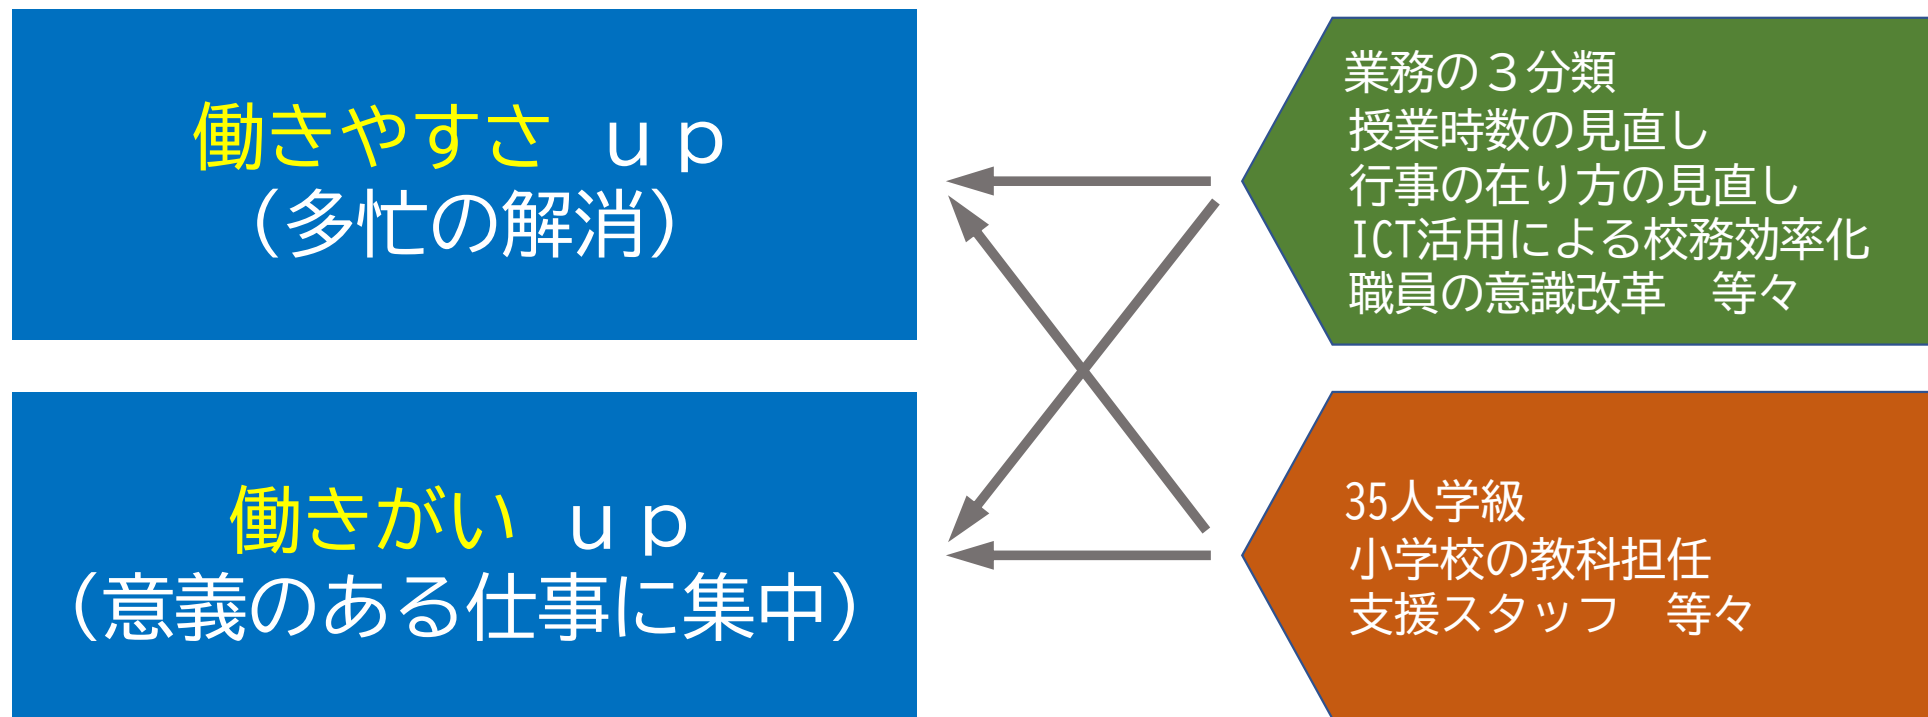 働きやすさ ｕｐ
（多忙の解消）
業務の３分類
授業時数の見直し
行事の在り方の見直し
ICT活用による校務効率化
職員の意識改革　等々
働きがい ｕｐ
（意義のある仕事に集中）
35人学級
小学校の教科担任
支援スタッフ　等々